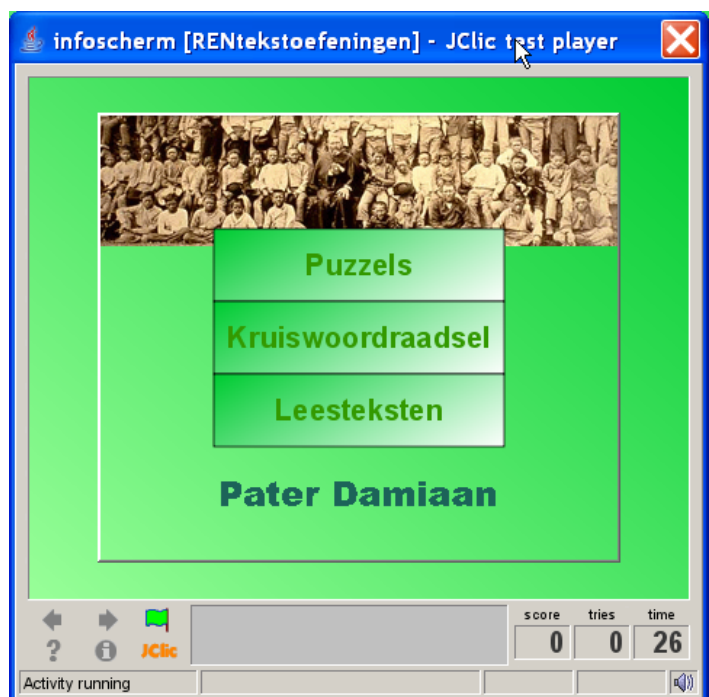 infoscherm [RENtekstoefeningen] - JClic test player
Puzzels
Kruiswoordraadsel
Leesteksten
Pater Damiaan
score tries time
0 0 26
? i JClic
Activity running